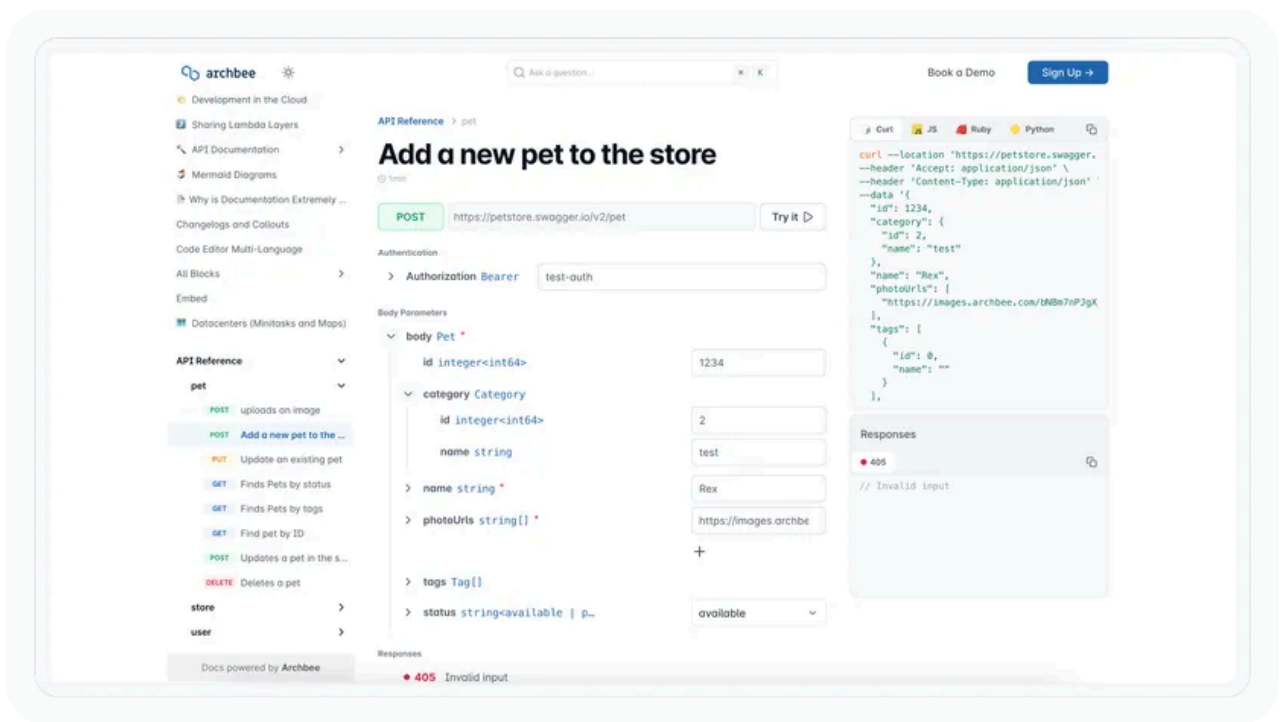 archbee
Ask a question...
⌘ K
Book a Demo
Sign Up →
Development in the Cloud
Sharing Lambda Layers
API Documentation
Mermaid Diagrams
Why is Documentation Extremely ...
Changelogs and Callouts
Code Editor Multi-Language
All Blocks
Embed
Datacenters (Minitasks and Maps)
API Reference
pet
POST uploads an image
POST Add a new pet to the ...
PUT Update an existing pet
GET Finds Pets by status
GET Finds Pets by tags
GET Find pet by ID
POST Updates a pet in the s...
DELETE Deletes a pet
store
user
Docs powered by Archbee
API Reference > pet
Add a new pet to the store
1 min
POST https://petstore.swagger.io/v2/pet Try it
Authentication
Authorization Bearer test-auth
Body Parameters
body Pet *
id integer<int64> 1234
category Category
id integer<int64> 2
name string test
name string * Rex
photoUrls string[] * https://images.archbe
+
tags Tag[]
status string<available | p… available
Responses
405 Invalid input
Curl JS Ruby Python
curl --location 'https://petstore.swagger.
--header 'Accept: application/json' \
--header 'Content-Type: application/json'
--data '{
"id": 1234,
"category": {
"id": 2,
"name": "test"
},
"name": "Rex",
"photoUrls": [
"https://images.archbee.com/bNBm7nPJgX
],
"tags": [
{
"id": 0,
"name": ""
}
],
Responses
405
// Invalid input